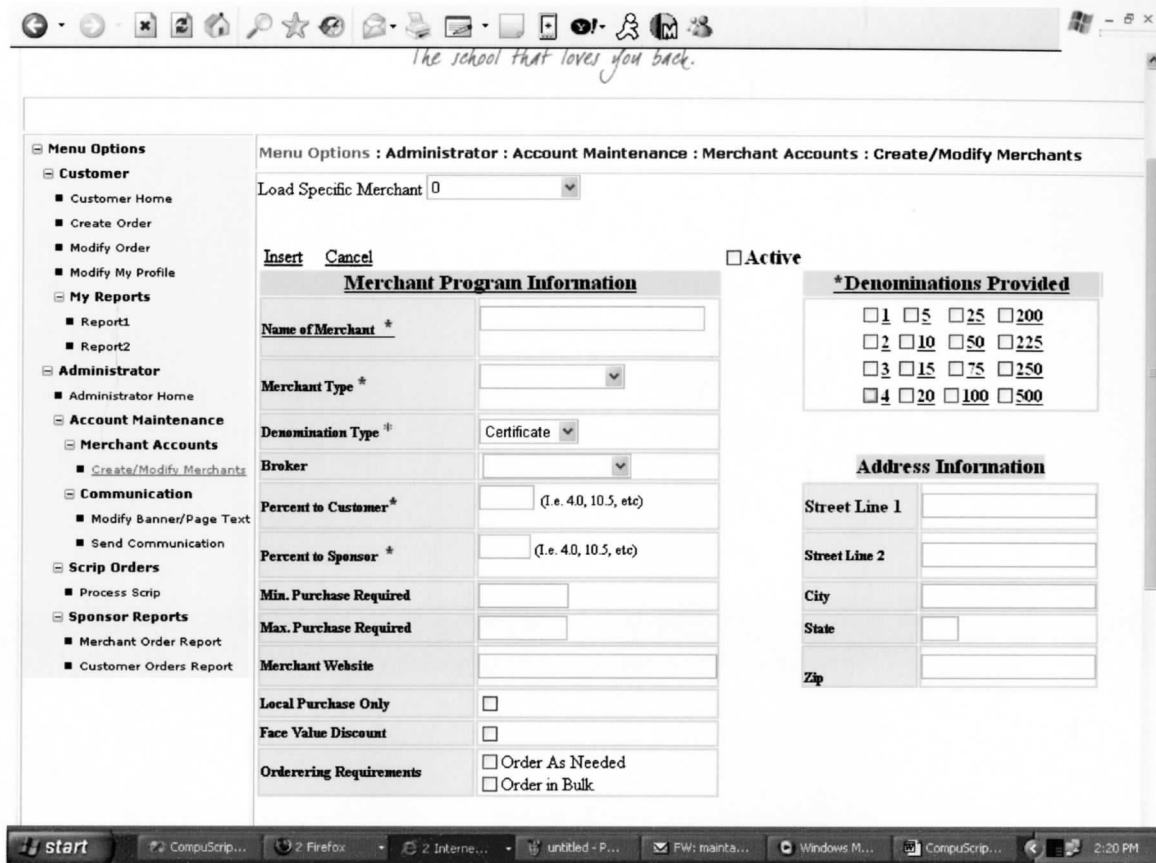 The school that loves you back.
Menu Options
Customer
Customer Home
Create Order
Modify Order
Modify My Profile
My Reports
Report1
Report2
Administrator
Administrator Home
Account Maintenance
Merchant Accounts
Create/Modify Merchants
Communication
Modify Banner/Page Text
Send Communication
Scrip Orders
Process Scrip
Sponsor Reports
Merchant Order Report
Customer Orders Report
Menu Options : Administrator : Account Maintenance : Merchant Accounts : Create/Modify Merchants
Load Specific Merchant 0
Insert Cancel
Active
Merchant Program Information
Name of Merchant *
Merchant Type *
Denomination Type * Certificate
Broker
Percent to Customer* (I.e. 4.0, 10.5, etc)
Percent to Sponsor * (I.e. 4.0, 10.5, etc)
Min. Purchase Required
Max. Purchase Required
Merchant Website
Local Purchase Only
Face Value Discount
Orderering Requirements
Order As Needed
Order in Bulk
*Denominations Provided
1 5 25 200
2 10 50 225
3 15 75 250
4 20 100 500
Address Information
Street Line 1
Street Line 2
City
State
Zip
start CompuScrip... 2 Firefox 2 Interne... untitled - P... FW: mainta... Windows M... CompuScrip... 2:20 PM